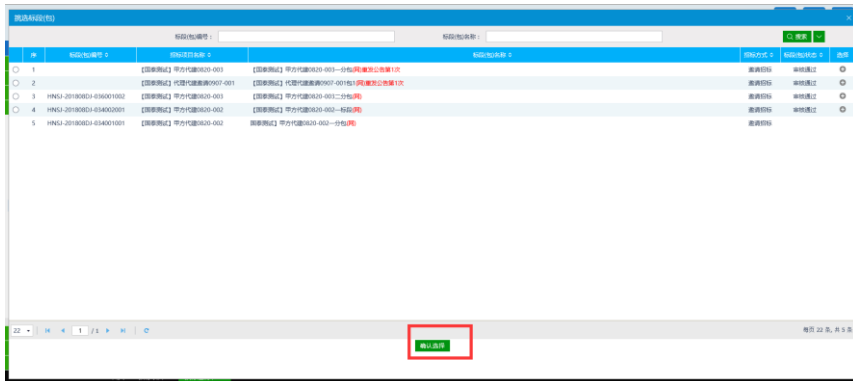 挑选标段(包)
标段(包)编号：
标段(包)名称：
搜索
序 标段(包)编号 招标项目名称 标段(包)名称 招标方式 标段(包)状态 选择
1 【国泰测试】甲方代建0820-003 【国泰测试】甲方代建0820-003—分包(网)重发公告第1次 邀请招标 审核通过
2 【国泰测试】代理代建邀请0907-001 【国泰测试】代理代建邀请0907-001包1(网)重发公告第1次 邀请招标 审核通过
3 HNSJ-201808DJ-036001002 【国泰测试】甲方代建0820-003 【国泰测试】甲方代建0820-003二分包(网) 邀请招标 审核通过
4 HNSJ-201808DJ-034002001 【国泰测试】甲方代建0820-002 【国泰测试】甲方代建0820-002—标段(网) 邀请招标 审核通过
5 HNSJ-201808DJ-034001001 【国泰测试】甲方代建0820-002 国泰测试】甲方代建0820-002—分包(网) 邀请招标
22 1 / 1 每页 22 条, 共 5 条
确认选择